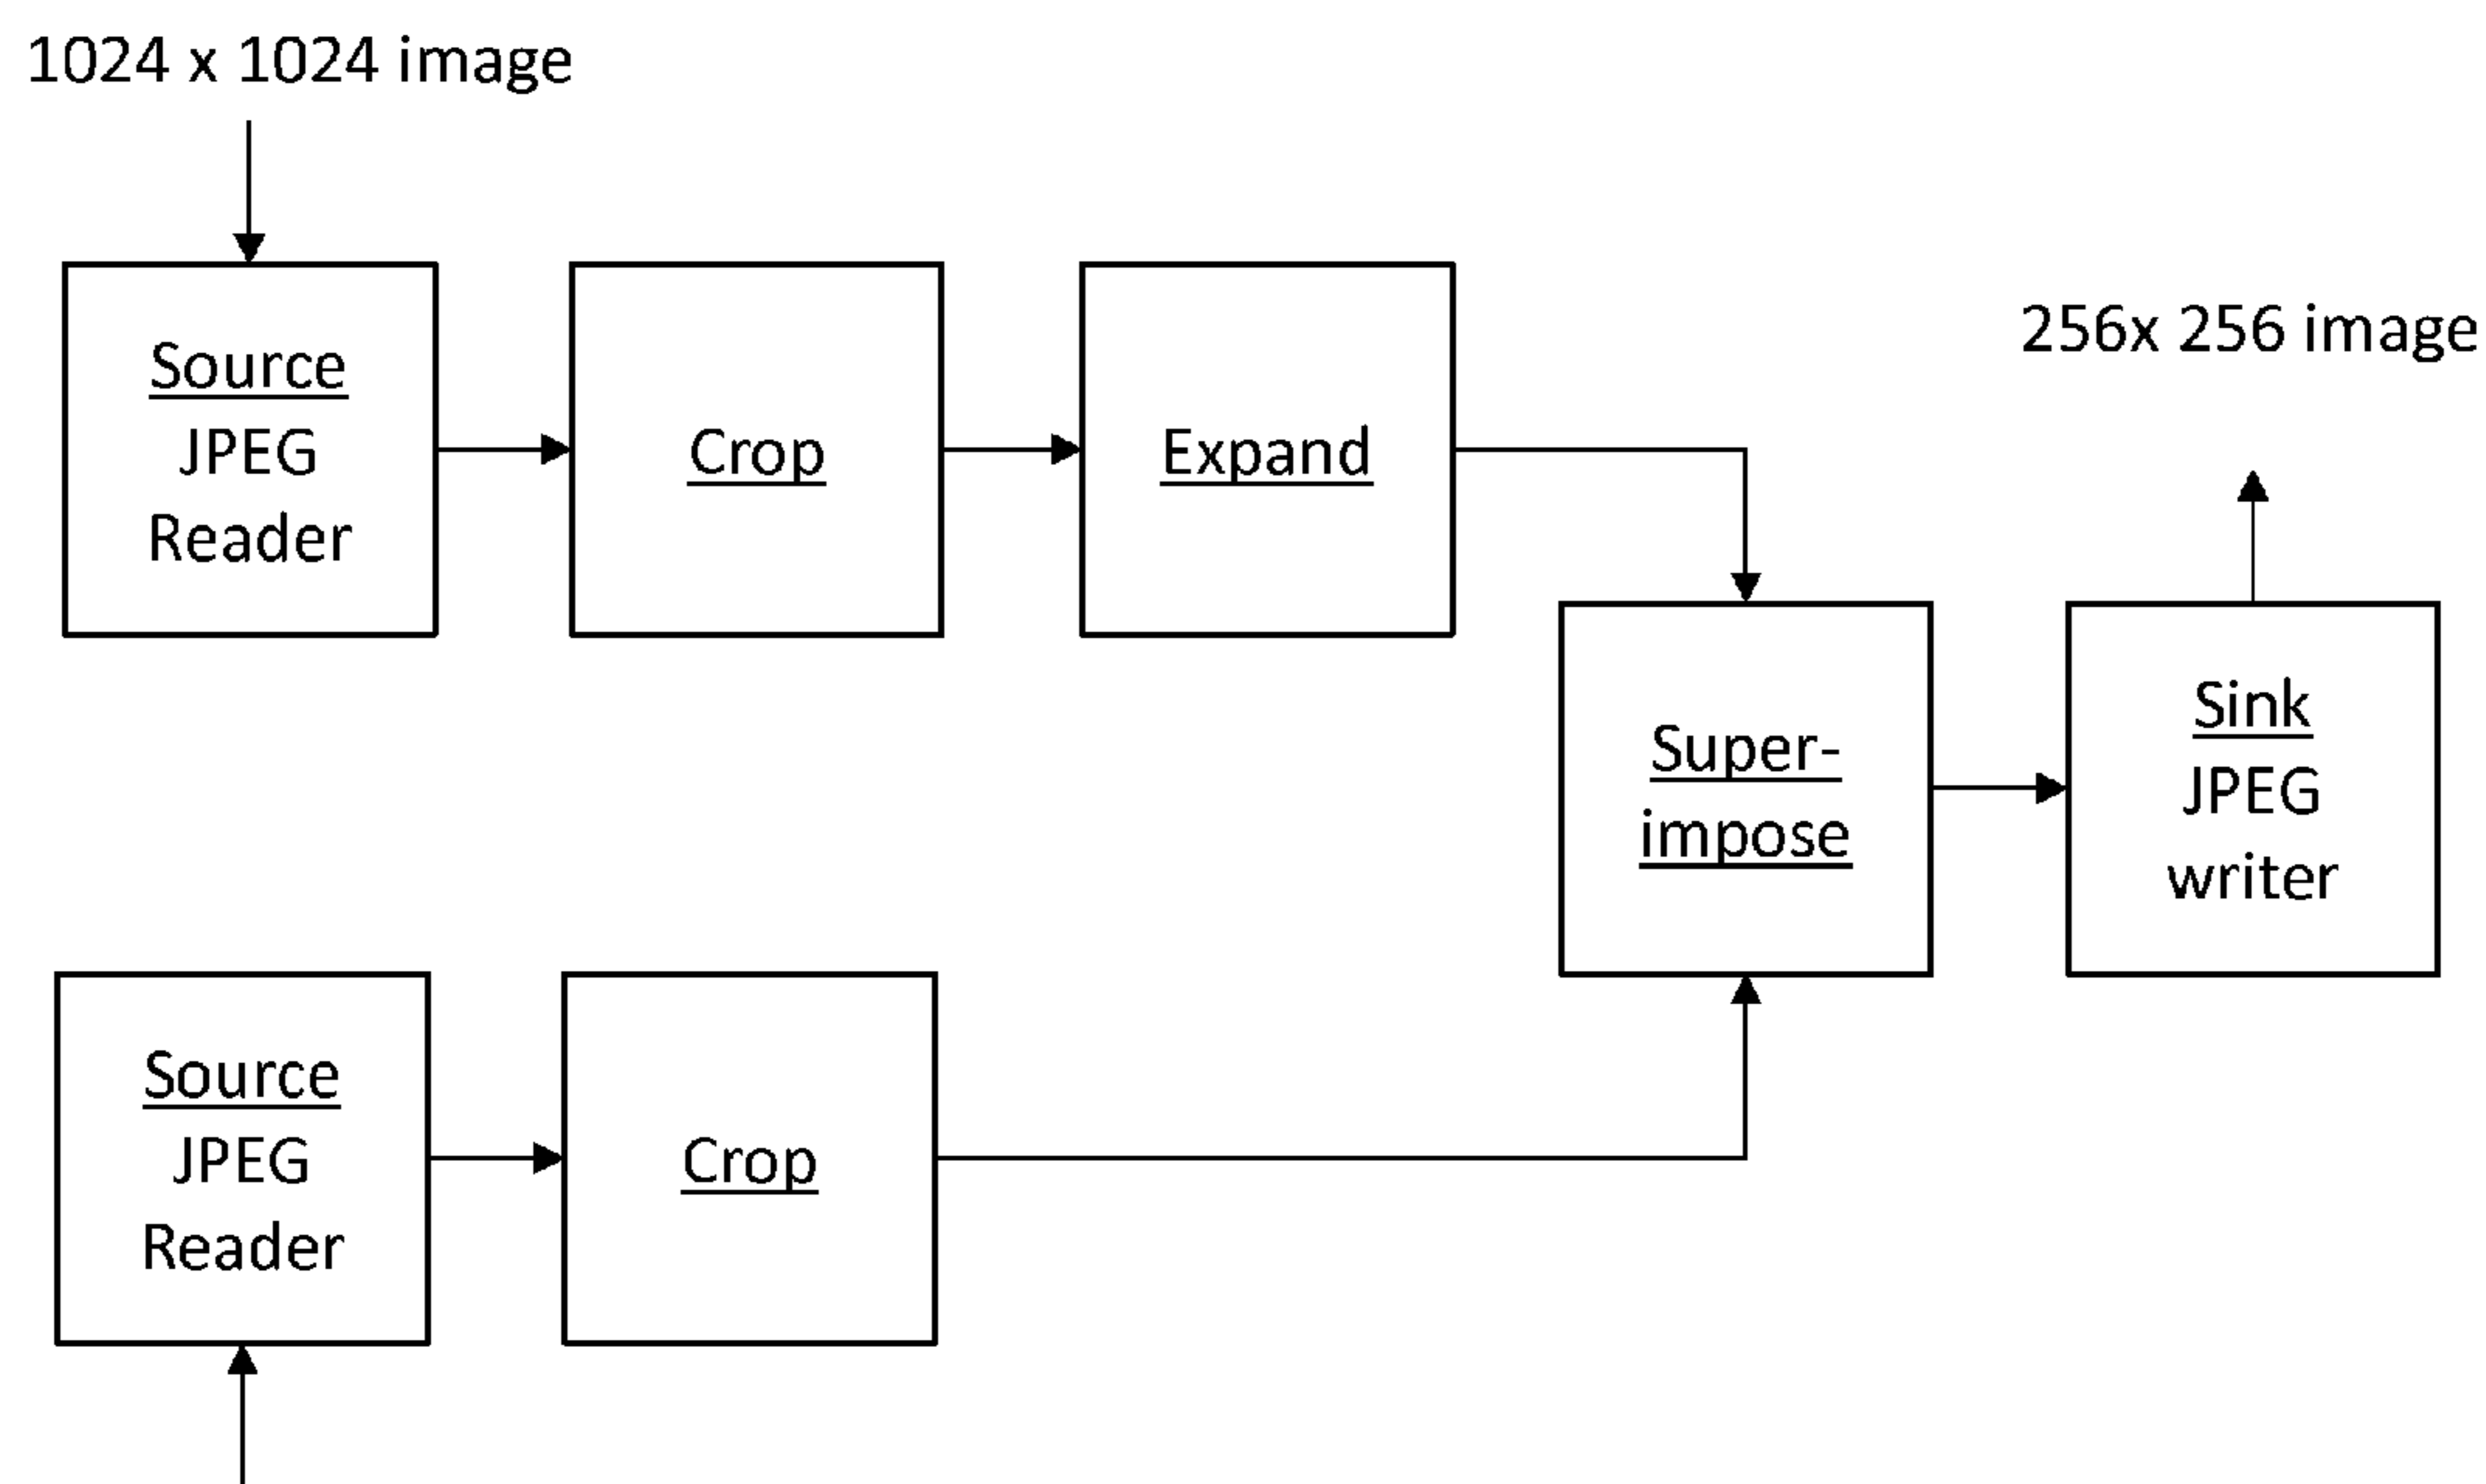 1024 x 1024 image
Source
JPEG
Reader
Crop
Expand
256x 256 image
Super-
impose
Sink
JPEG
writer
Source
JPEG
Reader
Crop